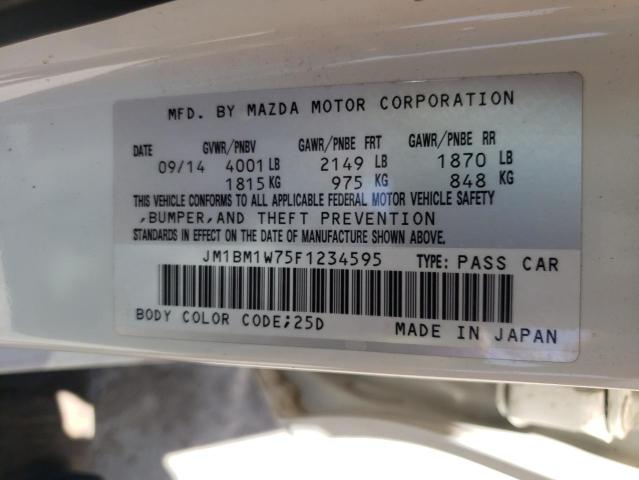 MFD. BY MAZDA MOTOR CORPORATION
DATE GVWR/PNBV GAWR/PNBE FRT GAWR/PNBE RR
09/14 4001 LB 2149 LB 1870 LB
1815 KG 975 KG 848 KG
THIS VEHICLE CONFORMS TO ALL APPLICABLE FEDERAL MOTOR VEHICLE SAFETY
,BUMPER,AND THEFT PREVENTION
STANDARDS IN EFFECT ON THE DATE OF MANUFACTURE SHOWN ABOVE.
JM1BM1W75F1234595 TYPE: PASS CAR
BODY COLOR CODE;25D MADE IN JAPAN